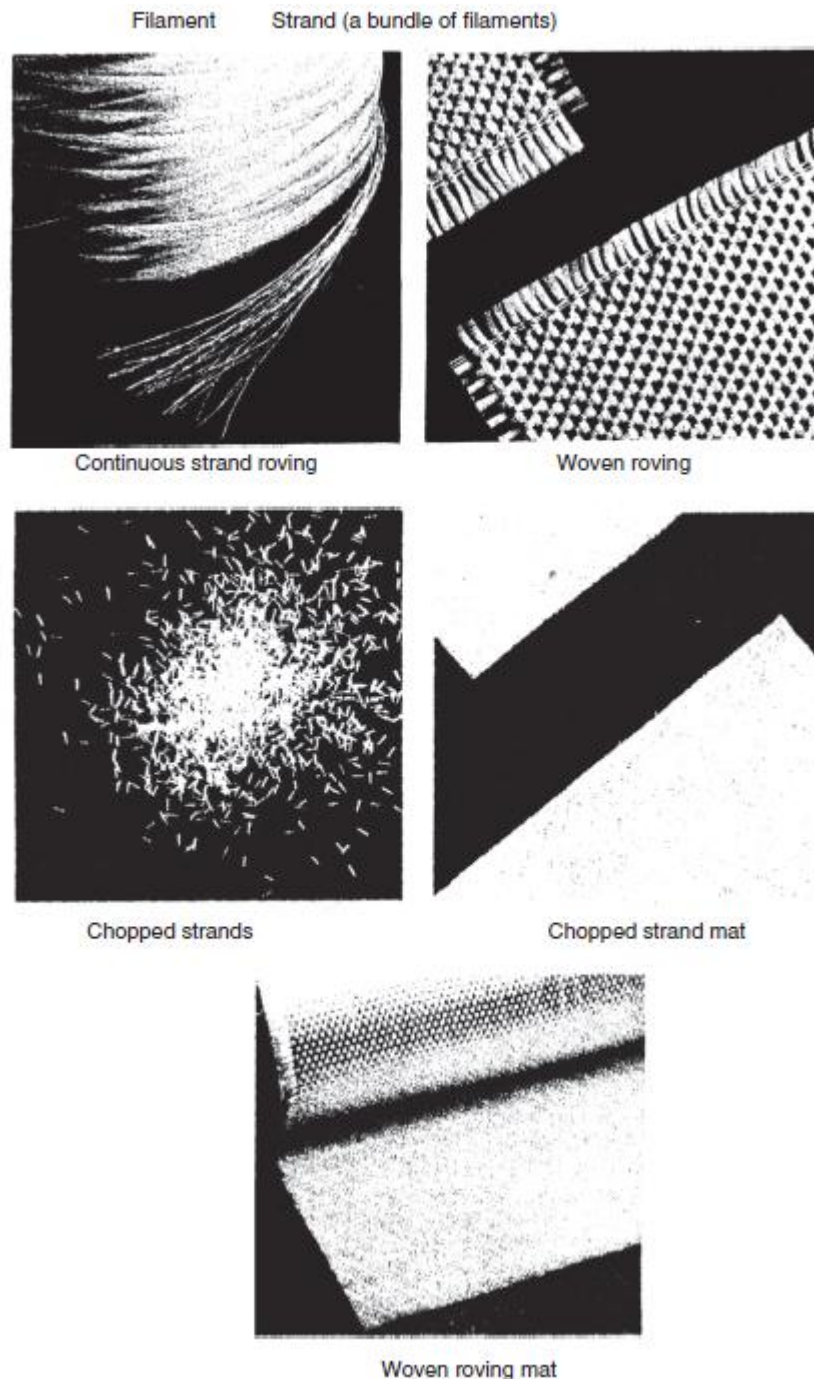 Filament Strand (a bundle of filaments)
Continuous strand roving Woven roving
Chopped strands Chopped strand mat
Woven roving mat